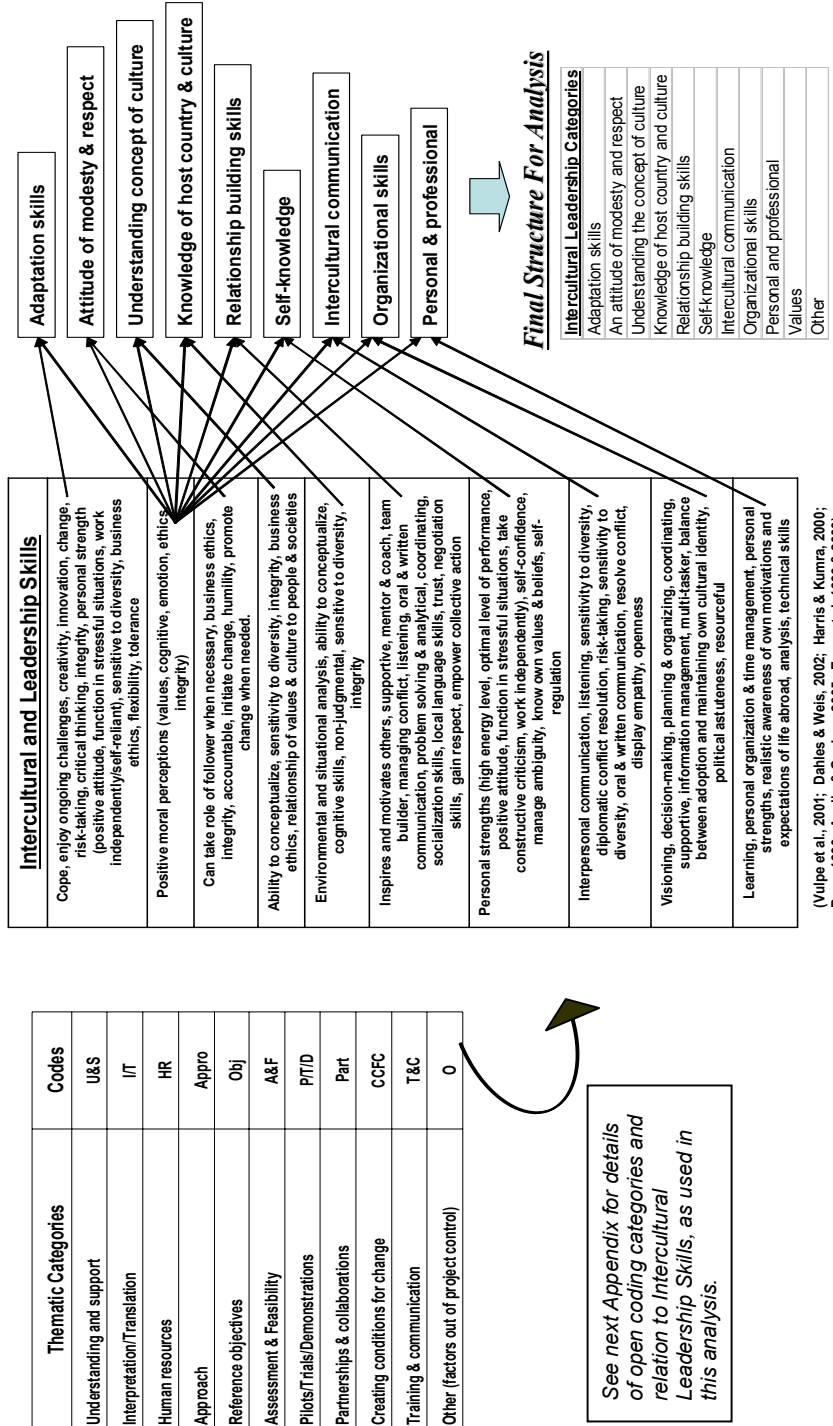 Thematic Categories Codes
Understanding and support U&S
Interpretation/Translation I/T
Human resources HR
Approach Appro
Reference objectives Obj
Assessment & Feasibility A&F
Pilots/Trials/Demonstrations P/T/D
Partnerships & collaborations Part
Creating conditions for change CCFC
Training & communication T&C
Other (factors out of project control) O
See next Appendix for details
of open coding categories and
relation to Intercultural
Leadership Skills, as used in
this analysis.
Intercultural and Leadership Skills
Cope, enjoy ongoing challenges, creativity, innovation, change,
risk-taking, critical thinking, integrity, personal strength
(positive attitude, function in stressful situations, work
independently/self-reliant), sensitive to diversity, business
ethics, flexibility, tolerance
Positive moral perceptions (values, cognitive, emotion, ethics,
integrity)
Can take role of follower when necessary, business ethics,
integrity, accountable, initiate change, humility, promote
change when needed.
Ability to conceptualize, sensitivity to diversity, integrity, business
ethics, relationship of values & culture to people & societies
Environmental and situational analysis, ability to conceptualize,
cognitive skills, non-judgmental, sensitive to diversity,
integrity
Inspires and motivates others, supportive, mentor & coach, team
builder, managing conflict, listening, oral & written
communication, problem solving & analytical, coordinating,
socialization skills, local language skills, trust, negotiation
skills, gain respect, empower collective action
Personal strengths (high energy level, optimal level of performance,
positive attitude, function in stressful situations, take
constructive criticism, work independently), self-confidence,
manage ambiguity, know own values & beliefs, self-
regulation
Interpersonal communication, listening, sensitivity to diversity,
diplomatic conflict resolution, risk-taking, sensitivity to
diversity, oral & written communication, resolve conflict,
display empathy, openness
Visioning, decision-making, planning & organizing, coordinating,
supportive, information management, multi-tasker, balance
between adoption and maintaining own cultural identity,
political astuteness, resourceful
Learning, personal organization & time management, personal
strengths, realistic awareness of own motivations and
expectations of life abroad, analysis, technical skills
(Vulpe et al., 2001; Dahles & Weis, 2002; Harris & Kumra, 2000;
Adaptation skills
Attitude of modesty & respect
Understanding concept of culture
Knowledge of host country & culture
Relationship building skills
Self-knowledge
Intercultural communication
Organizational skills
Personal & professional
Final Structure For Analysis
Intercultural Leadership Categories
Adaptation skills
An attitude of modesty and respect
Understanding the concept of culture
Knowledge of host country and culture
Relationship building skills
Self-knowledge
Intercultural communication
Organizational skills
Personal and professional
Values
Other